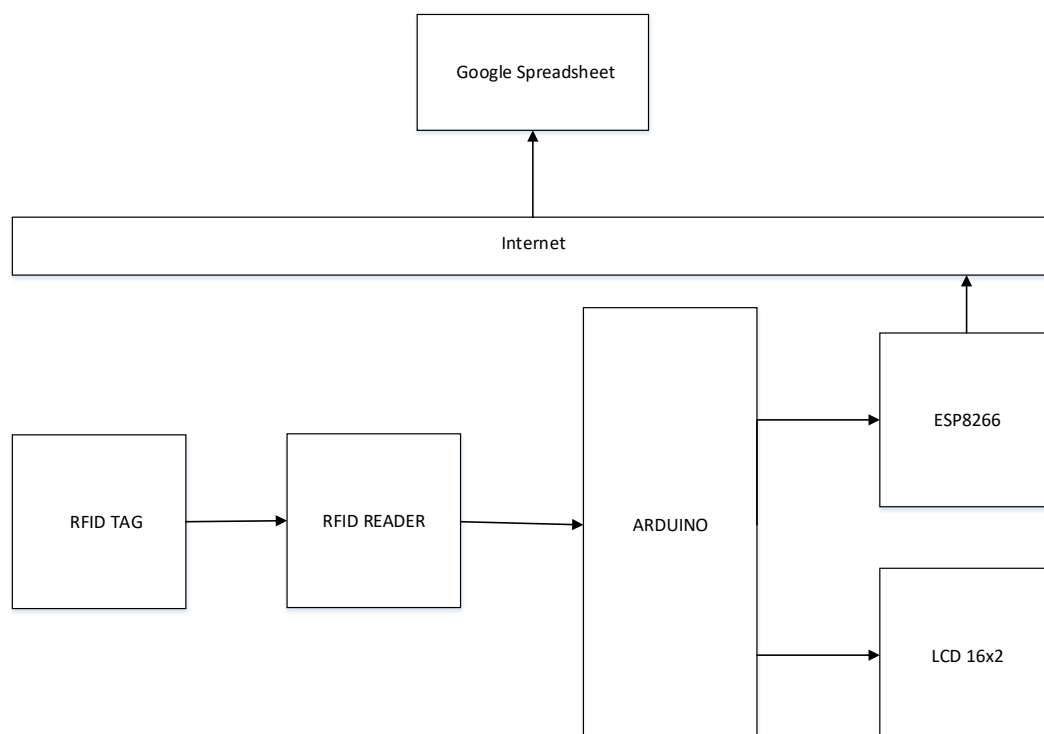 Google Spreadsheet
Internet
ESP8266
RFID TAG
RFID READER
ARDUINO
LCD 16x2